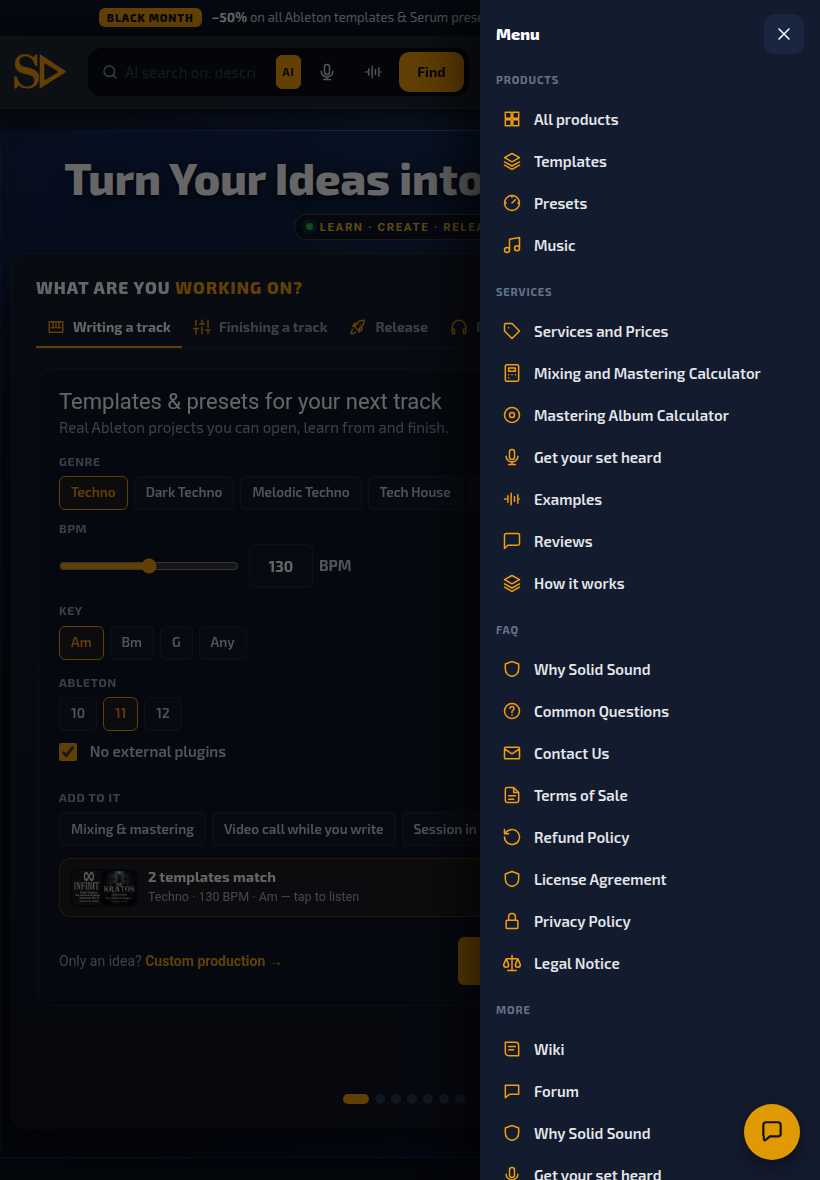 BLACK MONTH −50% on all Ableton templates & Serum prese
Menu
S
AI search on: descri
AI
Find
PRODUCTS
All products
Templates
Presets
Music
Turn Your Ideas into
LEARN · CREATE · RELEA
WHAT ARE YOU WORKING ON?
Writing a track
Finishing a track
Release
Templates & presets for your next track
Real Ableton projects you can open, learn from and finish.
GENRE
Techno
Dark Techno
Melodic Techno
Tech House
BPM
130 BPM
KEY
Am
Bm
G
Any
ABLETON
10
11
12
No external plugins
ADD TO IT
Mixing & mastering
Video call while you write
Session in
INFINIT
KRATOS
2 templates match
Techno · 130 BPM · Am — tap to listen
Only an idea? Custom production →
SERVICES
Services and Prices
Mixing and Mastering Calculator
Mastering Album Calculator
Get your set heard
Examples
Reviews
How it works
FAQ
Why Solid Sound
Common Questions
Contact Us
Terms of Sale
Refund Policy
License Agreement
Privacy Policy
Legal Notice
MORE
Wiki
Forum
Why Solid Sound
Get your set heard